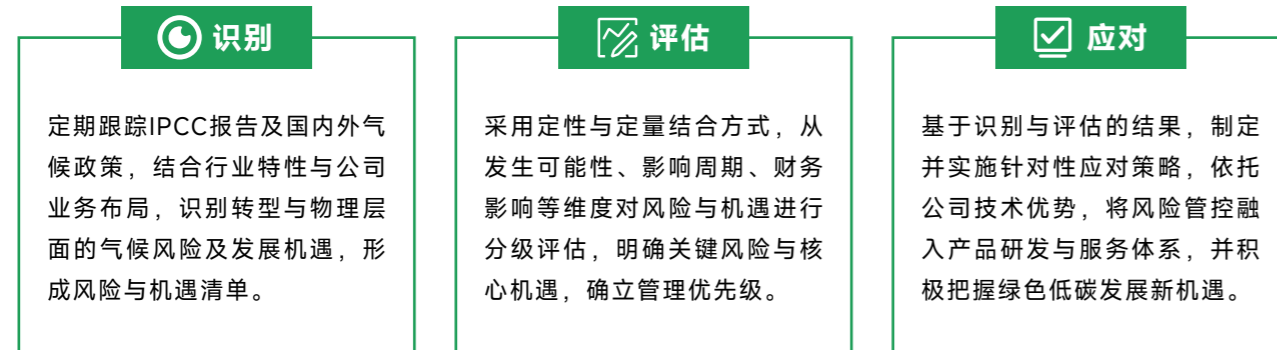 识别
定期跟踪IPCC报告及国内外气
候政策，结合行业特性与公司
业务布局，识别转型与物理层
面的气候风险及发展机遇，形
成风险与机遇清单。
评估
采用定性与定量结合方式，从
发生可能性、影响周期、财务
影响等维度对风险与机遇进行
分级评估，明确关键风险与核
心机遇，确立管理优先级。
应对
基于识别与评估的结果，制定
并实施针对性应对策略，依托
公司技术优势，将风险管控融
入产品研发与服务体系，并积
极把握绿色低碳发展新机遇。